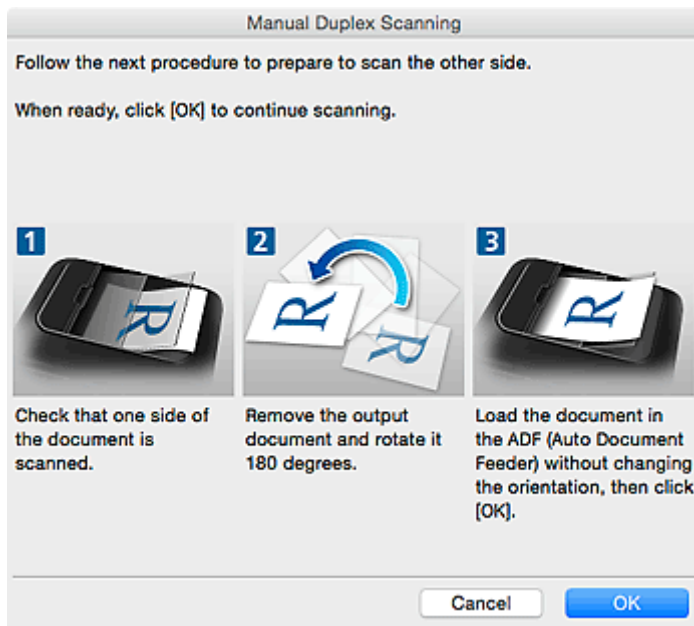 Manual Duplex Scanning
Follow the next procedure to prepare to scan the other side.
When ready, click [OK] to continue scanning.
1
2
3
R
R
R
R
Check that one side of
the document is
scanned.
Remove the output
document and rotate it
180 degrees.
Load the document in
the ADF (Auto Document
Feeder) without changing
the orientation, then click
[OK].
Cancel
OK